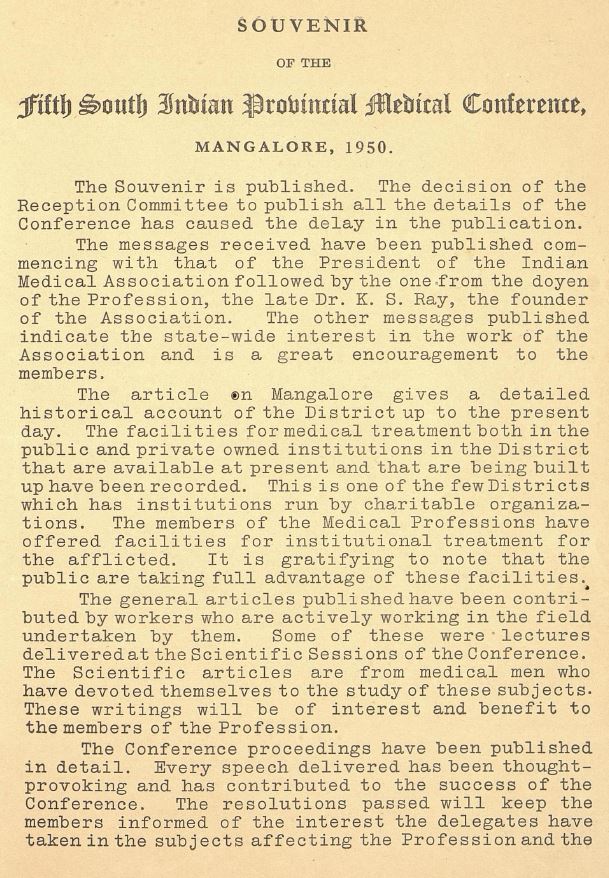 SOUVENIR
OF THE
Fifth South Indian Provincial Medical Conference,
MANGALORE, 1950.
The Souvenir is published. The decision of the
Reception Committee to publish all the details of the
Conference has caused the delay in the publication.
The messages received have been published com-
mencing with that of the President of the Indian
Medical Association followed by the one from the doyen
of the Profession, the late Dr. K. S. Ray, the founder
of the Association. The other messages published
indicate the state-wide interest in the work of the
Association and is a great encouragement to the
members.
The article on Mangalore gives a detailed
historical account of the District up to the present
day. The facilities for medical treatment both in the
public and private owned institutions in the District
that are available at present and that are being built
up have been recorded. This is one of the few Districts
which has institutions run by charitable organiza-
tions. The members of the Medical Professions have
offered facilities for institutional treatment for
the afflicted. It is gratifying to note that the
public are taking full advantage of these facilities.
The general articles published have been contri-
buted by workers who are actively working in the field
undertaken by them. Some of these were lectures
delivered at the Scientific Sessions of the Conference.
The Scientific articles are from medical men who
have devoted themselves to the study of these subjects.
These writings will be of interest and benefit to
the members of the Profession.
The Conference proceedings have been published
in detail. Every speech delivered has been thought-
provoking and has contributed to the success of the
Conference. The resolutions passed will keep the
members informed of the interest the delegates have
taken in the subjects affecting the Profession and the